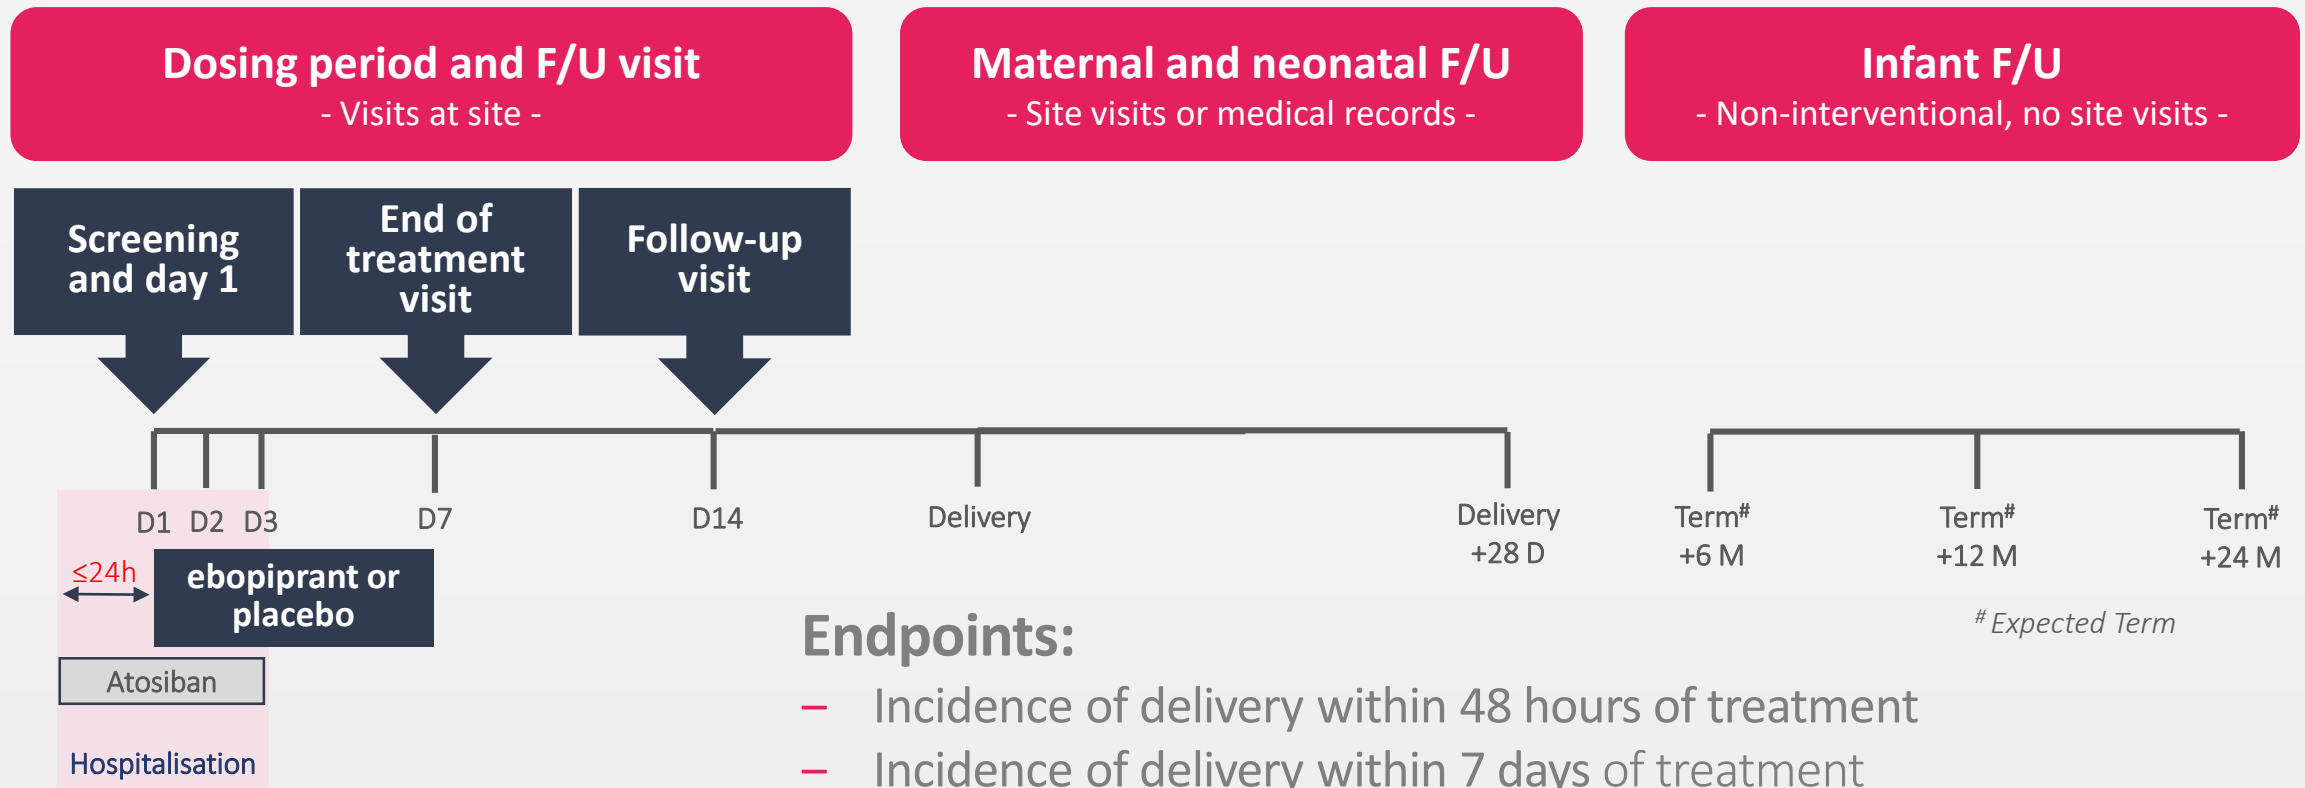 Dosing period and F/U visit
- Visits at site -
Maternal and neonatal F/U
- Site visits or medical records -
Infant F/U
- Non-interventional, no site visits -
Screening
and day 1
End of
treatment
visit
Follow-up
visit
D1
D2
D3
D7
D14
Delivery
Delivery
+28 D
Term#
+6 M
Term#
+12 M
Term#
+24 M
# Expected Term
≤24h
ebopiprant or
placebo
Atosiban
Hospitalisation
Endpoints:
– Incidence of delivery within 48 hours of treatment
– Incidence of delivery within 7 days of treatment